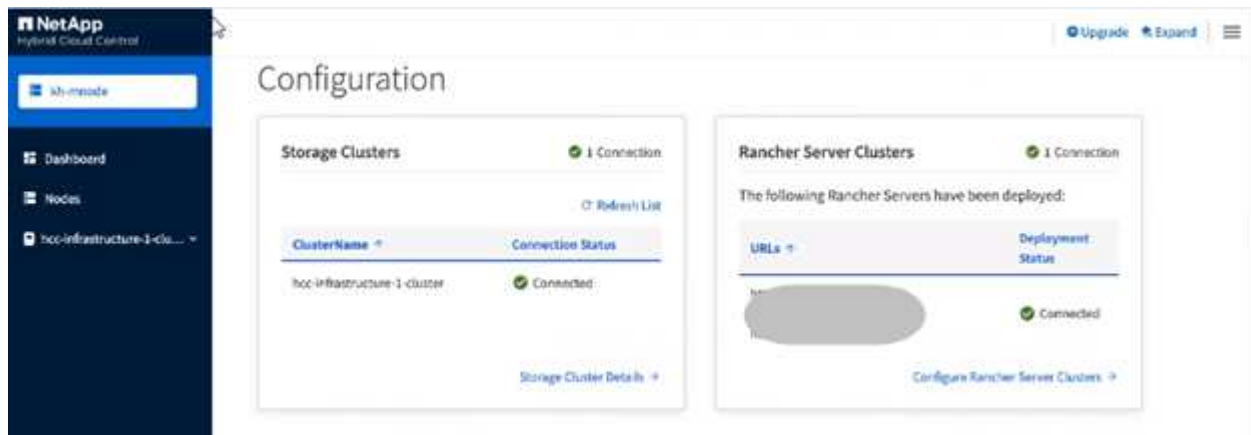 NetApp
Hybrid Cloud Control
Upgrade
Expand
kh-mnode
Dashboard
Nodes
hcc-infrastructure-1-clu...
Configuration
Storage Clusters
1 Connection
Refresh List
ClusterName
Connection Status
hcc-infrastructure-1-cluster
Connected
Storage Cluster Details
Rancher Server Clusters
1 Connection
The following Rancher Servers have been deployed:
URLs
Deployment
Status
Connected
Configure Rancher Server Clusters